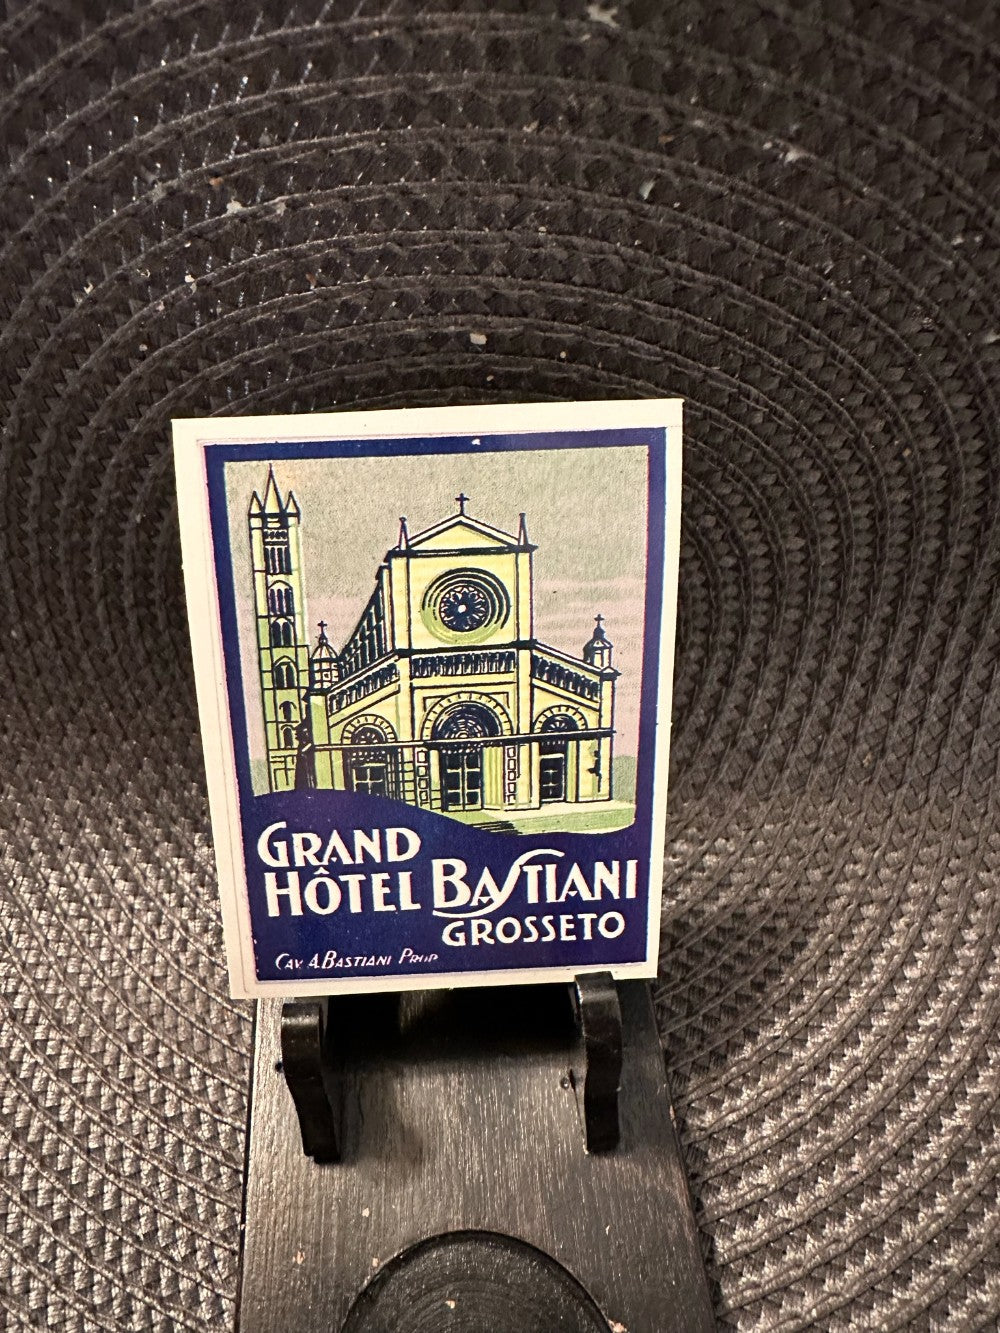 GRAND
HÔTEL BASTIANI
GROSSETO
CAV. A. BASTIANI PROP